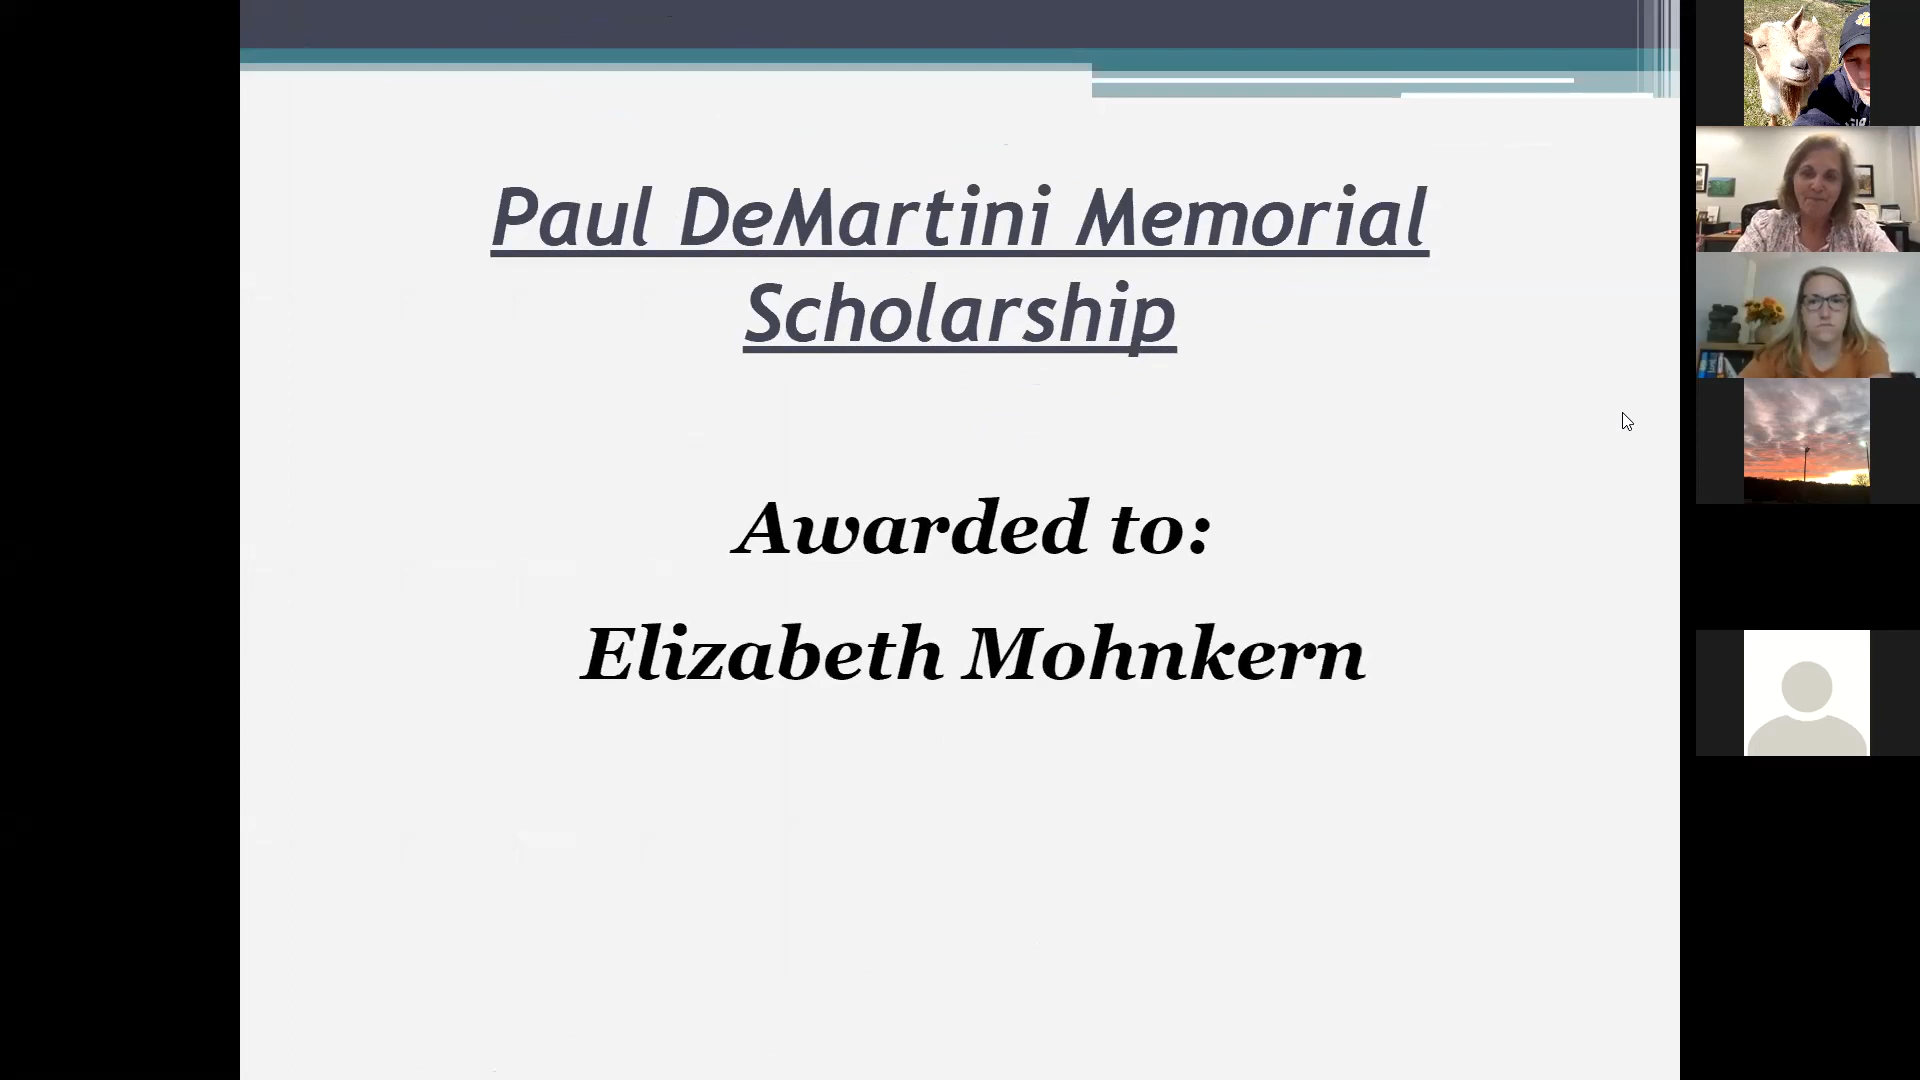 Paul DeMartini Memorial
Scholarship
Awarded to:
Elizabeth Mohnkern